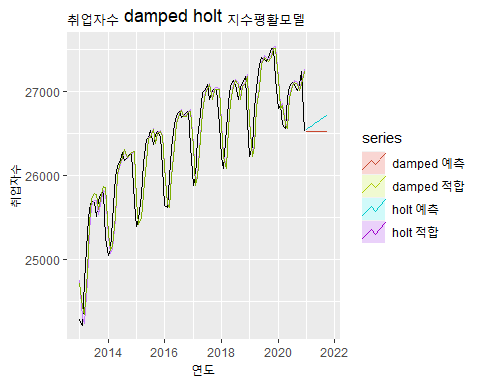 취업자수 damped holt 지수평활모델
취업자수
27000
26000
25000
2014
2016
2018
2020
2022
연도
series
damped 예측
damped 적합
holt 예측
holt 적합